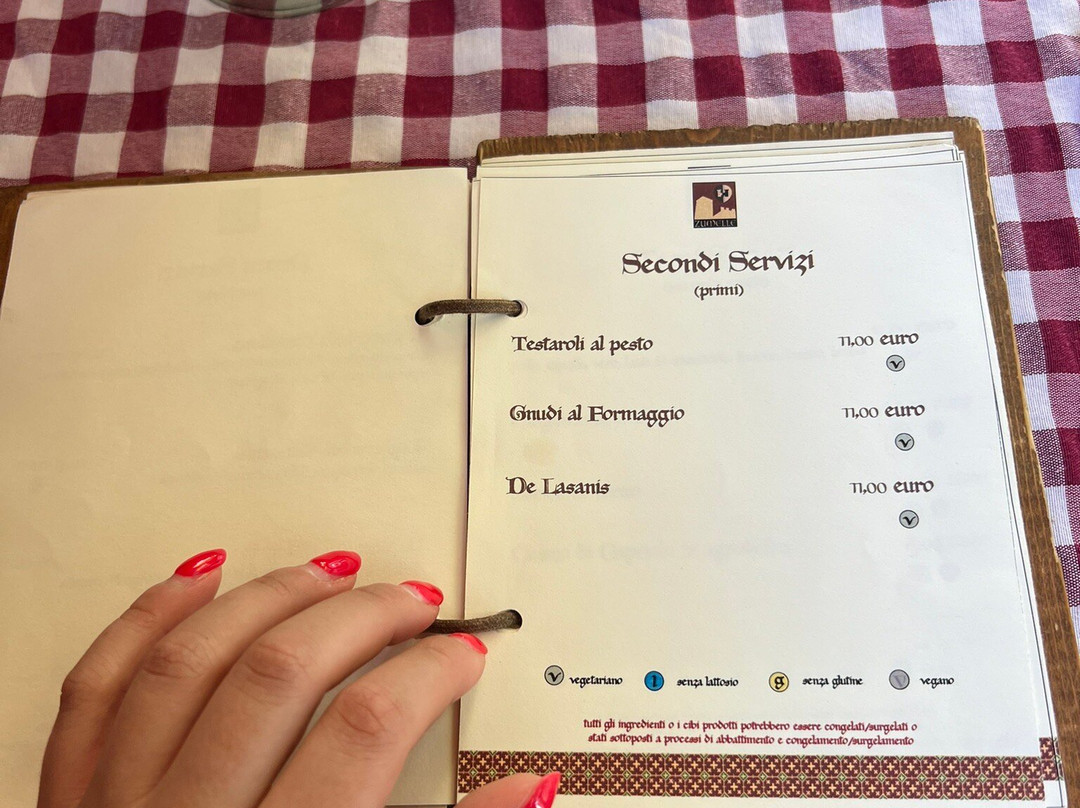 ZUMELLE
Secondi Servizi
(primi)
Testaroli al pesto 11,00 euro
v
Gnudi al Formaggio 11,00 euro
v
De Lasanis 11,00 euro
v
v vegetariano l senza lattosio g senza glutine v vegano
tutti gli ingredienti o i cibi prodotti potrebbero essere congelati/surgelati o
stati sottoposti a processi di abbattimento e congelamento/surgelamento